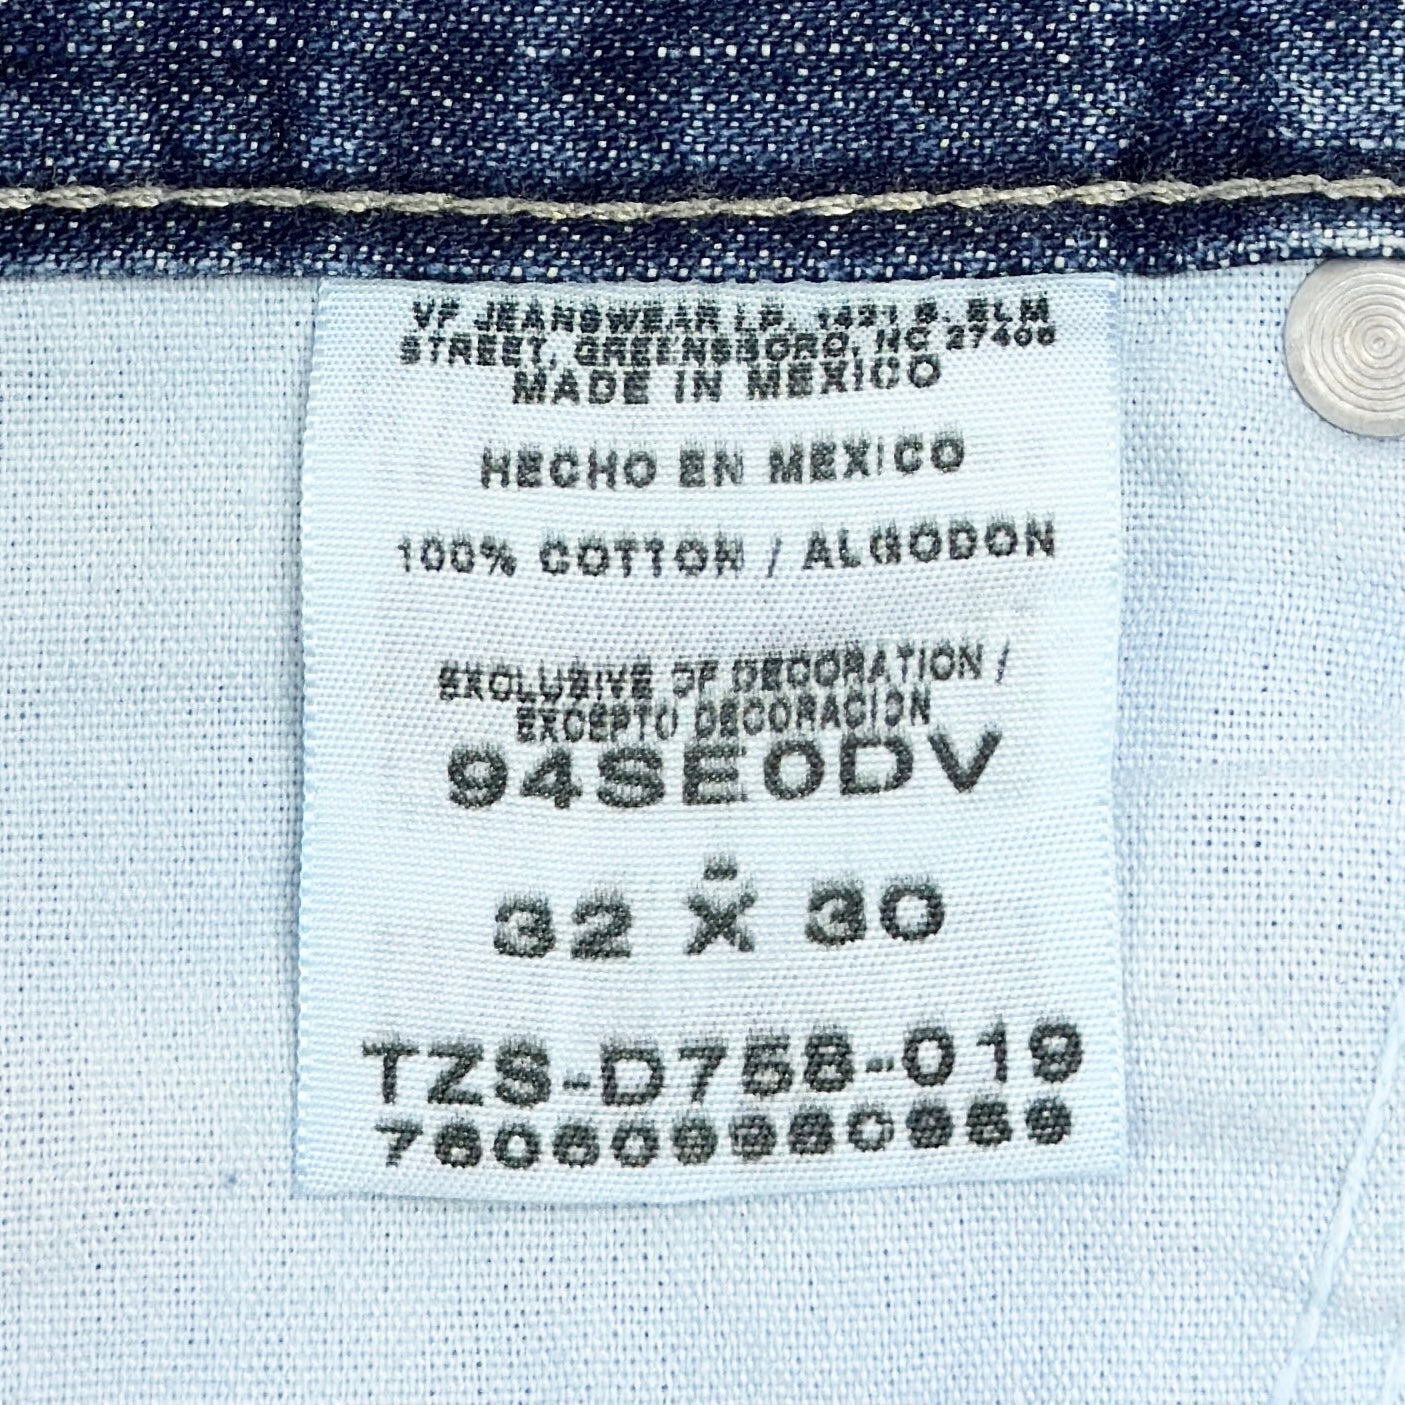 VF JEANSWEAR LP, 1421 S. ELM
STREET, GREENSBORO, NC 27406
MADE IN MEXICO
HECHO EN MEXICO
100% COTTON / ALGODON
EXCLUSIVE OF DECORATION /
EXCEPTO DECORACION
94SE0DV
32 X 30
TZS-D758-019